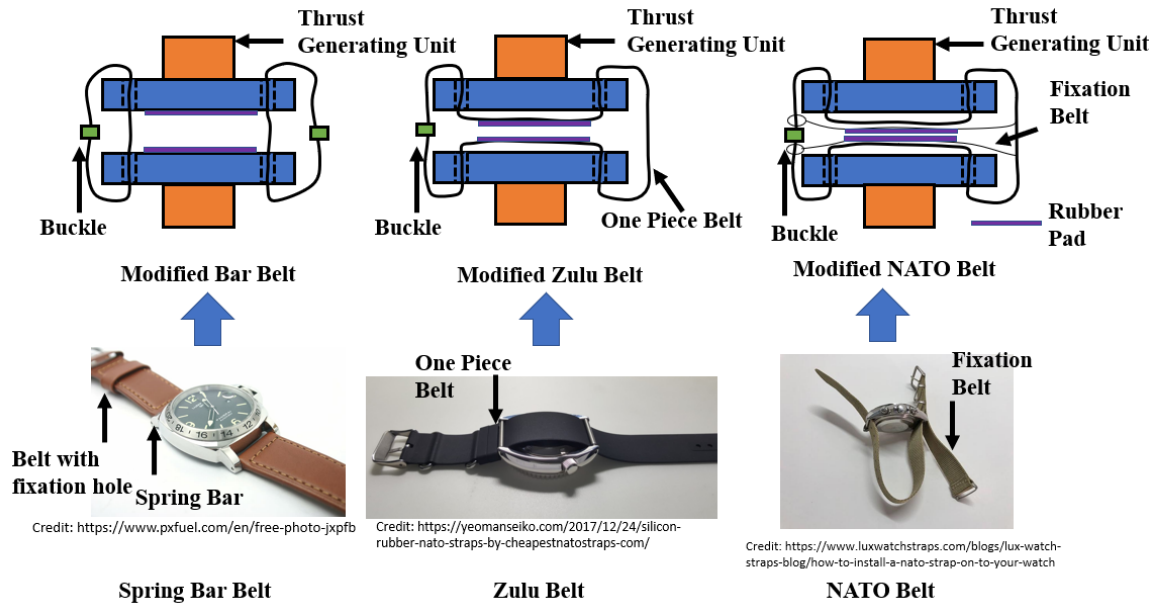 Thrust
Generating Unit
Buckle
Modified Bar Belt
Thrust
Generating Unit
Buckle
One Piece Belt
Modified Zulu Belt
Thrust
Generating Unit
Fixation
Belt
Buckle
Rubber
Pad
Modified NATO Belt
Belt with
fixation hole
Spring Bar
Credit: https://www.pxfuel.com/en/free-photo-jxpfb
Spring Bar Belt
One Piece
Belt
Credit: https://yeomanseiko.com/2017/12/24/silicon-
rubber-nato-straps-by-cheapestnatostraps-com/
Zulu Belt
Fixation
Belt
Credit: https://www.luxwatchstraps.com/blogs/lux-watch-
straps-blog/how-to-install-a-nato-strap-on-to-your-watch
NATO Belt